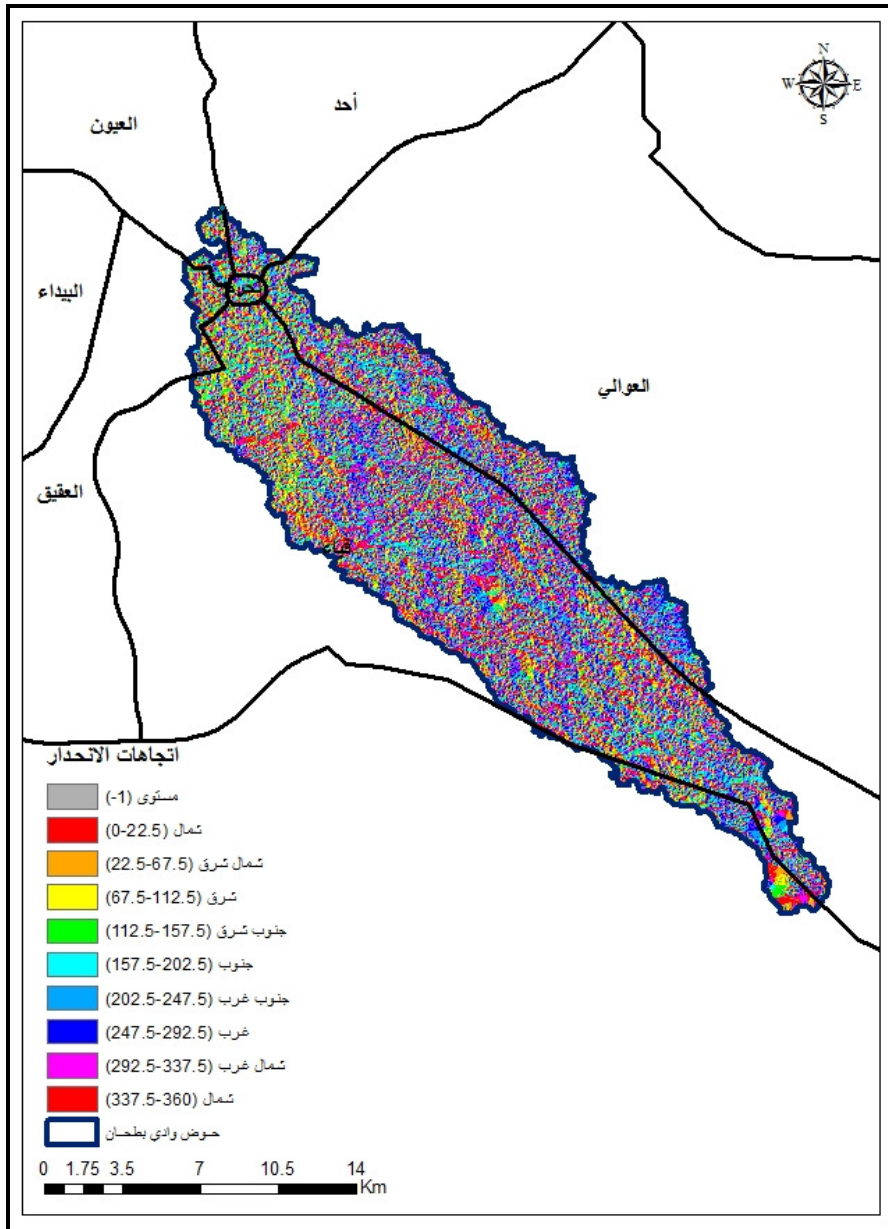 N
W E
S
أحد
العيون
البيداء
العوالي
العقيق
قباء
اتجاهات الانحدار
مستوى (1-)
شمال (0-22.5)
شمال شرق (22.5-67.5)
شرق (67.5-112.5)
جنوب شرق (112.5-157.5)
جنوب (157.5-202.5)
جنوب غرب (202.5-247.5)
غرب (247.5-292.5)
شمال غرب (292.5-337.5)
شمال (337.5-360)
حوض وادي بطحان
0 1.75 3.5 7 10.5 14
Km